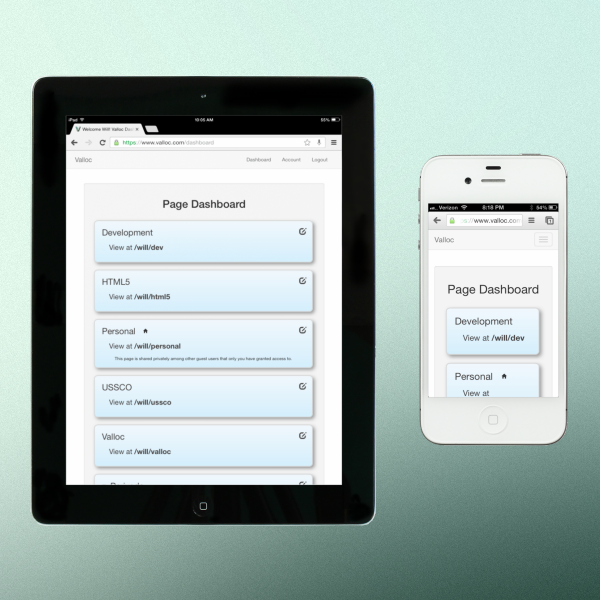 iPad 10:05 AM 55%
Welcome Will! Valloc Das
https://www.valloc.com/dashboard
Valloc Dashboard Account Logout
Page Dashboard
Development
View at /will/dev
HTML5
View at /will/html5
Personal
View at /will/personal
This page is shared privately among other guest users that only you have granted access to.
USSCO
View at /will/ussco
Valloc
View at /will/valloc
Verizon 8:18 PM 54%
www.valloc.com
Valloc
Page Dashboard
Development
View at /will/dev
Personal
View at